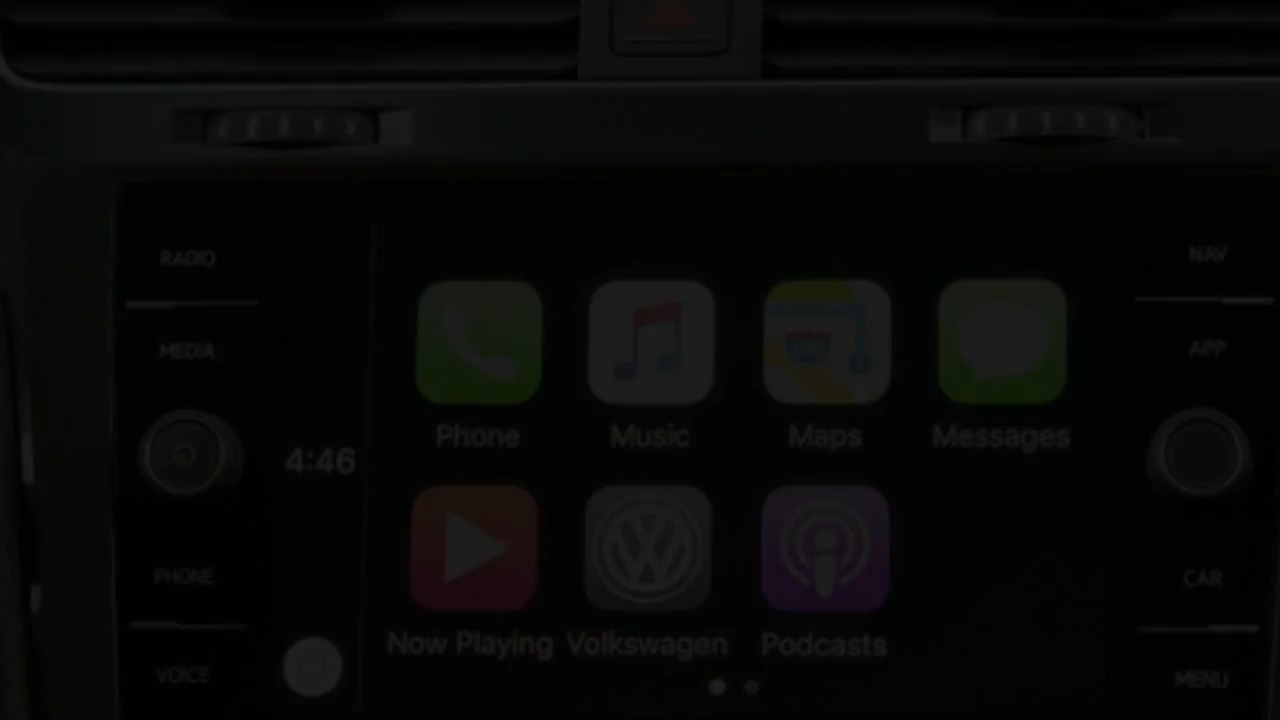 RADIO
NAV
MEDIA
APP
Phone
Music
Maps
Messages
4:46
PHONE
CAR
Now Playing
Volkswagen
Podcasts
VOICE
MENU